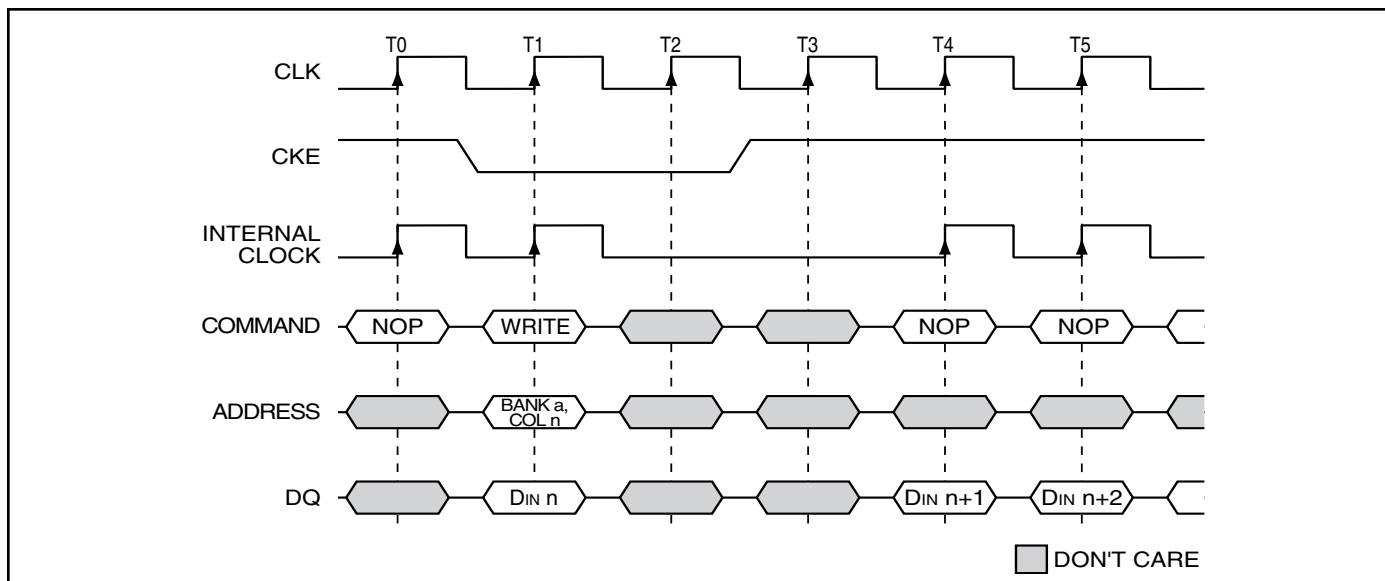 T0 T1 T2 T3 T4 T5
CLK
CKE
INTERNAL
CLOCK
COMMAND NOP WRITE NOP NOP
ADDRESS BANK a,
COL n
DQ DIN n DIN n+1 DIN n+2
DON'T CARE